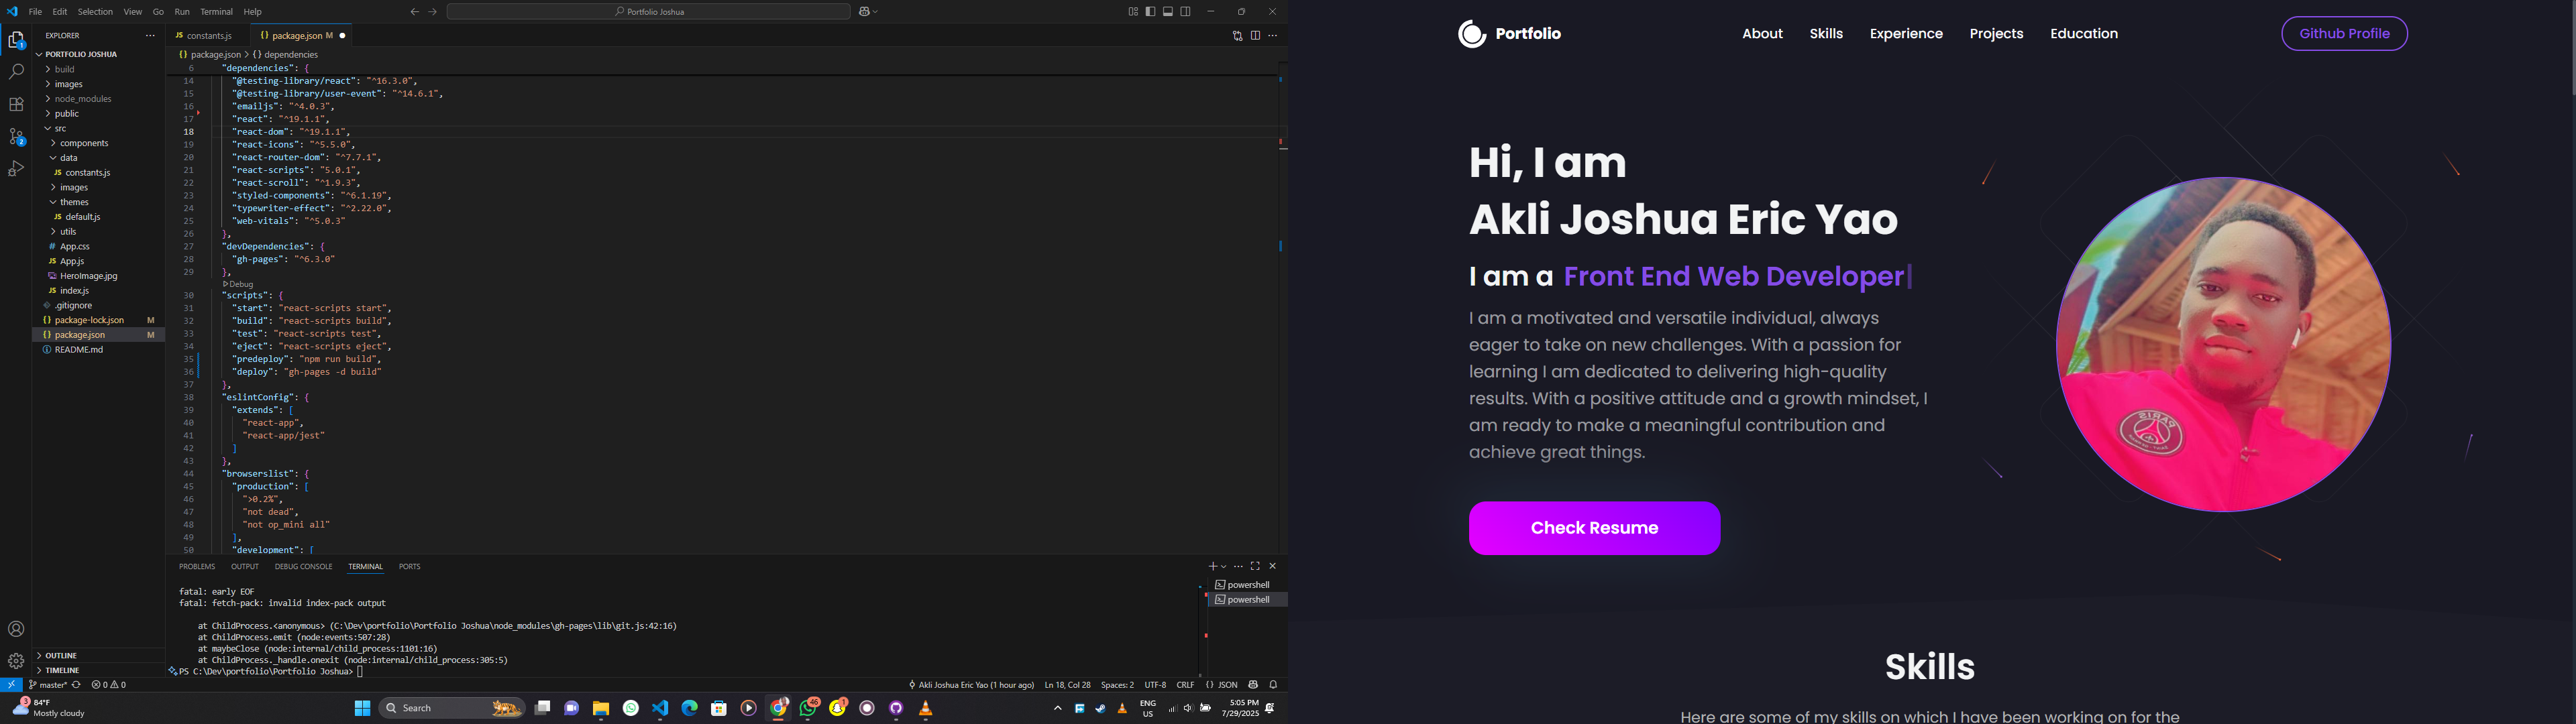 File Edit Selection View Go Run Terminal Help
Portfolio Joshua
EXPLORER
PORTFOLIO JOSHUA
build
images
node_modules
public
src
components
data
JS constants.js
images
themes
JS default.js
utils
# App.css
JS App.js
HeroImage.jpg
JS index.js
.gitignore
{} package-lock.json M
{} package.json M
README.md
OUTLINE
TIMELINE
JS constants.js
{} package.json M
{} package.json > {} dependencies
6 "dependencies": {
14 "@testing-library/react": "^16.3.0",
15 "@testing-library/user-event": "^14.6.1",
16 "emailjs": "^4.0.3",
17 "react": "^19.1.1",
18 "react-dom": "^19.1.1",
19 "react-icons": "^5.5.0",
20 "react-router-dom": "^7.7.1",
21 "react-scripts": "5.0.1",
22 "react-scroll": "^1.9.3",
23 "styled-components": "^6.1.19",
24 "typewriter-effect": "^2.22.0",
25 "web-vitals": "^5.0.3"
26 },
27 "devDependencies": {
28 "gh-pages": "^6.3.0"
29 },
Debug
30 "scripts": {
31 "start": "react-scripts start",
32 "build": "react-scripts build",
33 "test": "react-scripts test",
34 "eject": "react-scripts eject",
35 "predeploy": "npm run build",
36 "deploy": "gh-pages -d build"
37 },
38 "eslintConfig": {
39 "extends": [
40 "react-app",
41 "react-app/jest"
42 ]
43 },
44 "browserslist": {
45 "production": [
46 ">0.2%",
47 "not dead",
48 "not op_mini all"
49 ],
50 "development": [
PROBLEMS OUTPUT DEBUG CONSOLE TERMINAL PORTS
fatal: early EOF
fatal: fetch-pack: invalid index-pack output
at ChildProcess.<anonymous> (C:\Dev\portfolio\Portfolio Joshua\node_modules\gh-pages\lib\git.js:42:16)
at ChildProcess.emit (node:events:507:28)
at maybeClose (node:internal/child_process:1101:16)
at ChildProcess._handle.onexit (node:internal/child_process:305:5)
PS C:\Dev\portfolio\Portfolio Joshua>
powershell
powershell
master* 0 0
Akli Joshua Eric Yao (1 hour ago) Ln 18, Col 28 Spaces: 2 UTF-8 CRLF {} JSON
3
84°F
Mostly cloudy
Search
46
1
ENG
US
5:05 PM
7/29/2025
Portfolio
About Skills Experience Projects Education
Github Profile
Hi, I am
Akli Joshua Eric Yao
I am a Front End Web Developer|
I am a motivated and versatile individual, always
eager to take on new challenges. With a passion for
learning I am dedicated to delivering high-quality
results. With a positive attitude and a growth mindset, I
am ready to make a meaningful contribution and
achieve great things.
Check Resume
PARIS
Skills
Here are some of my skills on which I have been working on for the